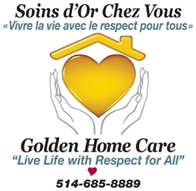 Soins d'Or Chez Vous
«Vivre la vie avec le respect pour tous»
Golden Home Care
"Live Life with Respect for All"
514-685-8889